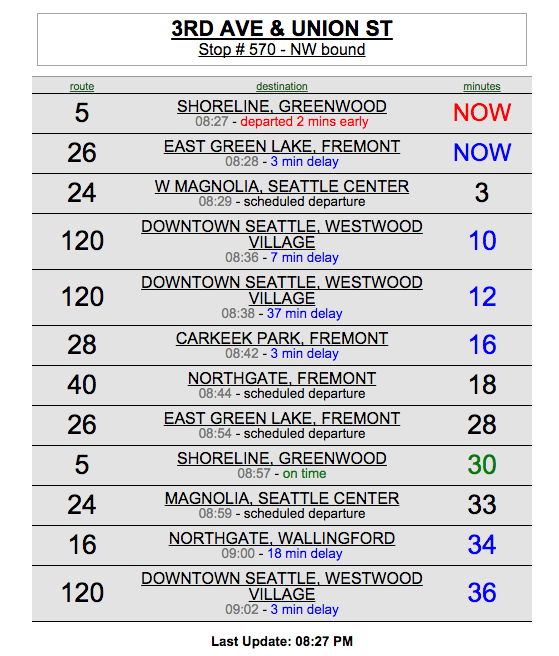 3RD AVE & UNION ST
Stop # 570 - NW bound
route destination minutes
5 SHORELINE, GREENWOOD NOW
08:27 - departed 2 mins early
26 EAST GREEN LAKE, FREMONT NOW
08:28 - 3 min delay
24 W MAGNOLIA, SEATTLE CENTER 3
08:29 - scheduled departure
120 DOWNTOWN SEATTLE, WESTWOOD 10
VILLAGE
08:36 - 7 min delay
120 DOWNTOWN SEATTLE, WESTWOOD 12
VILLAGE
08:38 - 37 min delay
28 CARKEEK PARK, FREMONT 16
08:42 - 3 min delay
40 NORTHGATE, FREMONT 18
08:44 - scheduled departure
26 EAST GREEN LAKE, FREMONT 28
08:54 - scheduled departure
5 SHORELINE, GREENWOOD 30
08:57 - on time
24 MAGNOLIA, SEATTLE CENTER 33
08:59 - scheduled departure
16 NORTHGATE, WALLINGFORD 34
09:00 - 18 min delay
120 DOWNTOWN SEATTLE, WESTWOOD 36
VILLAGE
09:02 - 3 min delay
Last Update: 08:27 PM